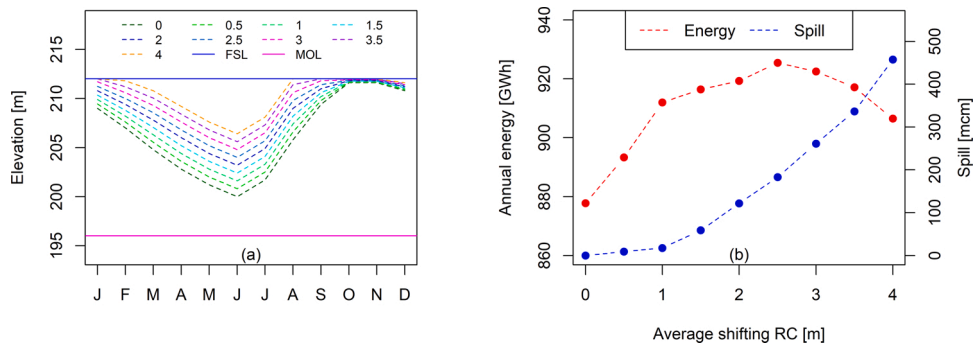 0 0.5 1 1.5
2 2.5 3 3.5
4 FSL MOL
Elevation [m]
215
210
205
200
195
(a)
J F M A M J J A S O N D
Energy Spill
Annual energy [GWh]
940
920
900
880
860
Spill [mcm]
500
400
300
200
100
0
(b)
0 1 2 3 4
Average shifting RC [m]